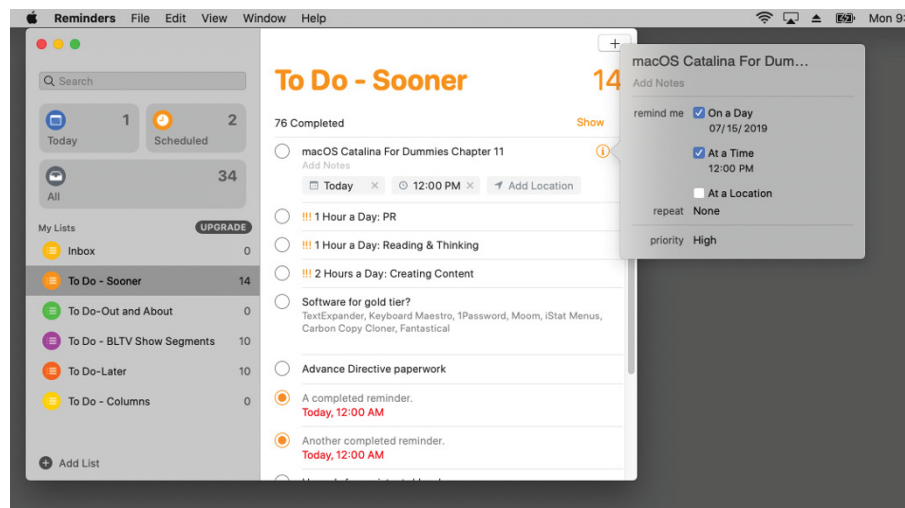 Reminders File Edit View Window Help Mon 9:
Search
Today 1
Scheduled 2
All 34
My Lists UPGRADE
Inbox 0
To Do - Sooner 14
To Do-Out and About 0
To Do - BLTV Show Segments 10
To Do-Later 10
To Do - Columns 0
Add List
To Do - Sooner 14
76 Completed Show
macOS Catalina For Dummies Chapter 11
Add Notes
Today × 12:00 PM × Add Location
!!! 1 Hour a Day: PR
!!! 1 Hour a Day: Reading & Thinking
!!! 2 Hours a Day: Creating Content
Software for gold tier?
TextExpander, Keyboard Maestro, 1Password, Moom, iStat Menus,
Carbon Copy Cloner, Fantastical
Advance Directive paperwork
A completed reminder.
Today, 12:00 AM
Another completed reminder.
Today, 12:00 AM
macOS Catalina For Dum...
Add Notes
remind me On a Day
07/15/2019
At a Time
12:00 PM
At a Location
repeat None
priority High